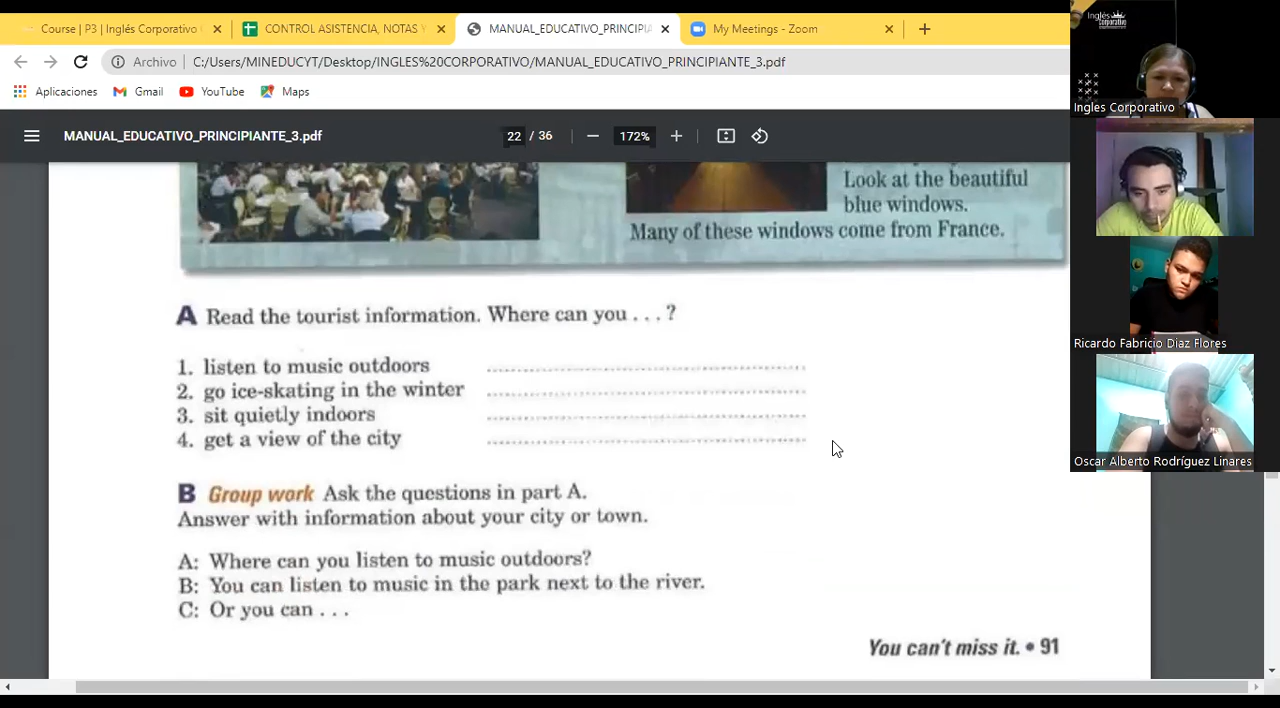 Course | P3 | Inglés Corporativo
CONTROL ASISTENCIA, NOTAS Y
MANUAL_EDUCATIVO_PRINCIPIA
My Meetings - Zoom
Archivo
C:/Users/MINEDUCYT/Desktop/INGLES%20CORPORATIVO/MANUAL_EDUCATIVO_PRINCIPIANTE_3.pdf
Aplicaciones
Gmail
YouTube
Maps
MANUAL_EDUCATIVO_PRINCIPIANTE_3.pdf
22 / 36
172%
Look at the beautiful
blue windows.
Many of these windows come from France.
A Read the tourist information. Where can you . . . ?
1. listen to music outdoors
2. go ice-skating in the winter
3. sit quietly indoors
4. get a view of the city
B Group work Ask the questions in part A.
Answer with information about your city or town.
A: Where can you listen to music outdoors?
B: You can listen to music in the park next to the river.
C: Or you can . . .
You can't miss it. • 91
Inglés
Corporativo
Ingles Corporativo
Ricardo Fabricio Diaz Flores
Oscar Alberto Rodríguez Linares